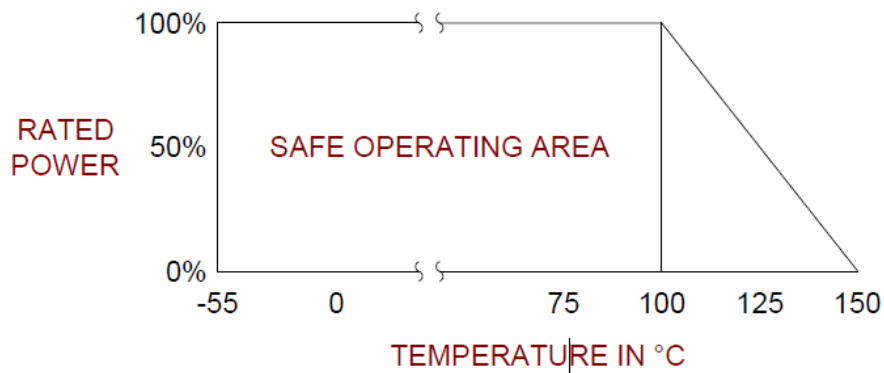 100%
RATED
POWER
50%
SAFE OPERATING AREA
0%
-55 0 75 100 125 150
TEMPERATURE IN °C